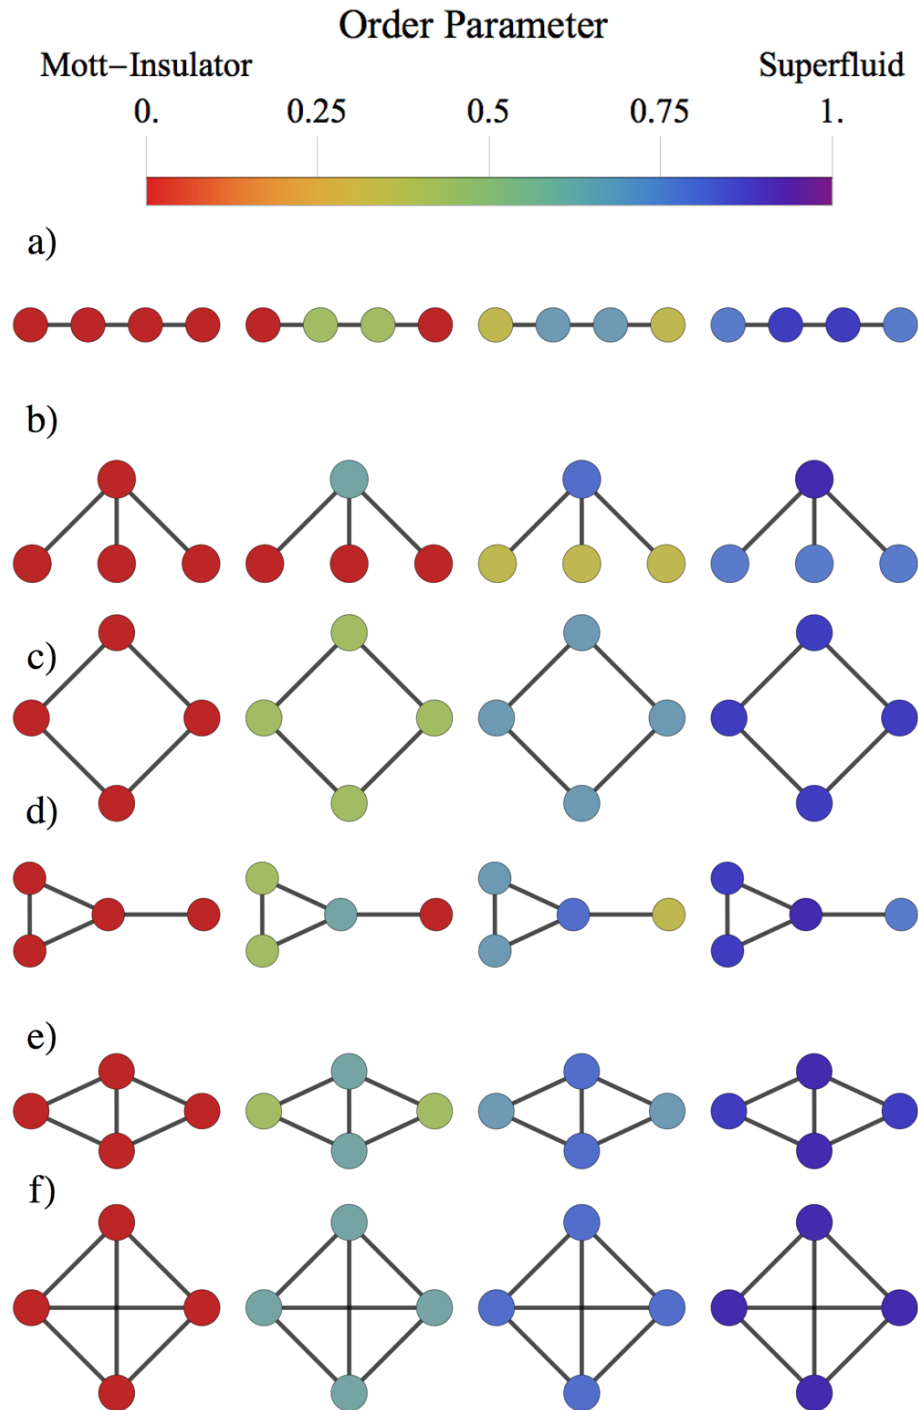 Order Parameter
Mott−Insulator Superfluid
0. 0.25 0.5 0.75 1.
a)
b)
c)
d)
e)
f)